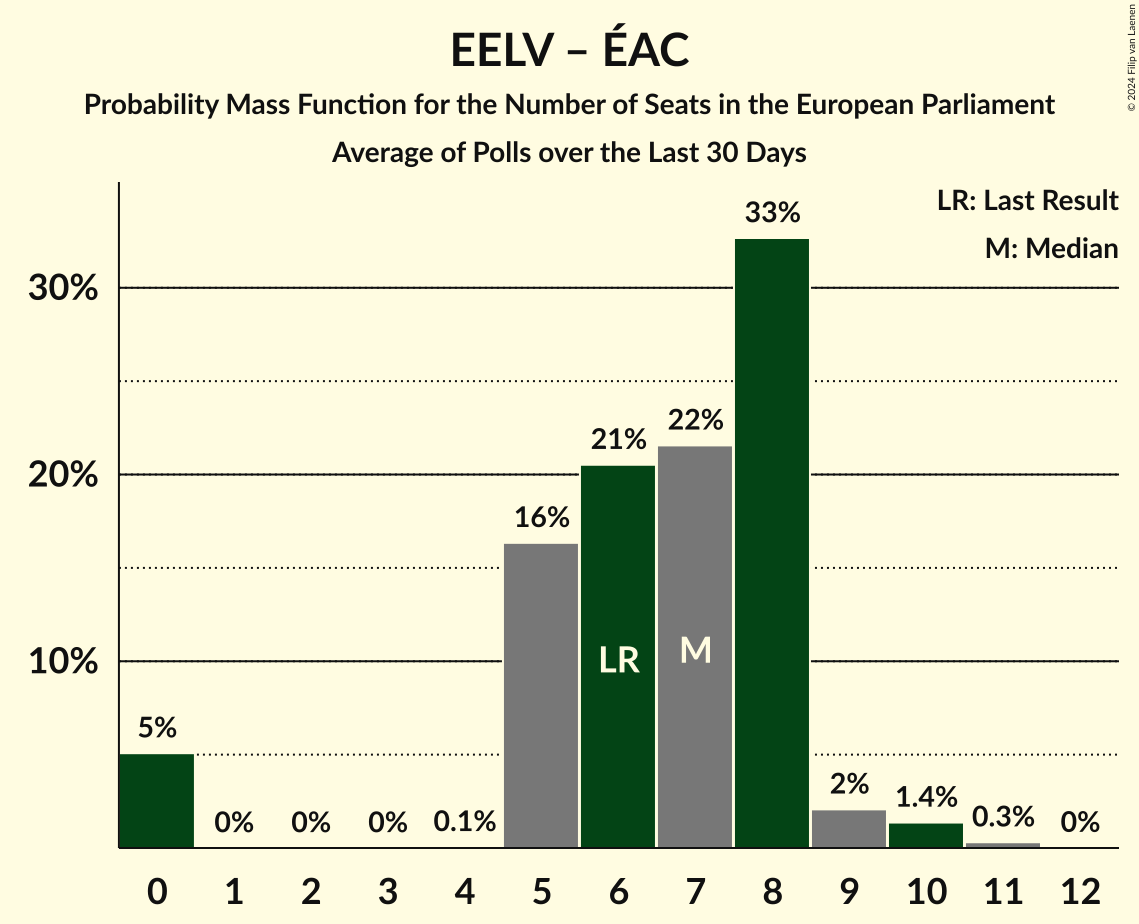 EELV – ÉAC
Probability Mass Function for the Number of Seats in the European Parliament
Average of Polls over the Last 30 Days
© 2024 Filip van Laenen
LR: Last Result
M: Median
30%
20%
10%
5%
0%
0%
0%
0.1%
16%
21%
22%
33%
2%
1.4%
0.3%
0%
LR
M
0 1 2 3 4 5 6 7 8 9 10 11 12